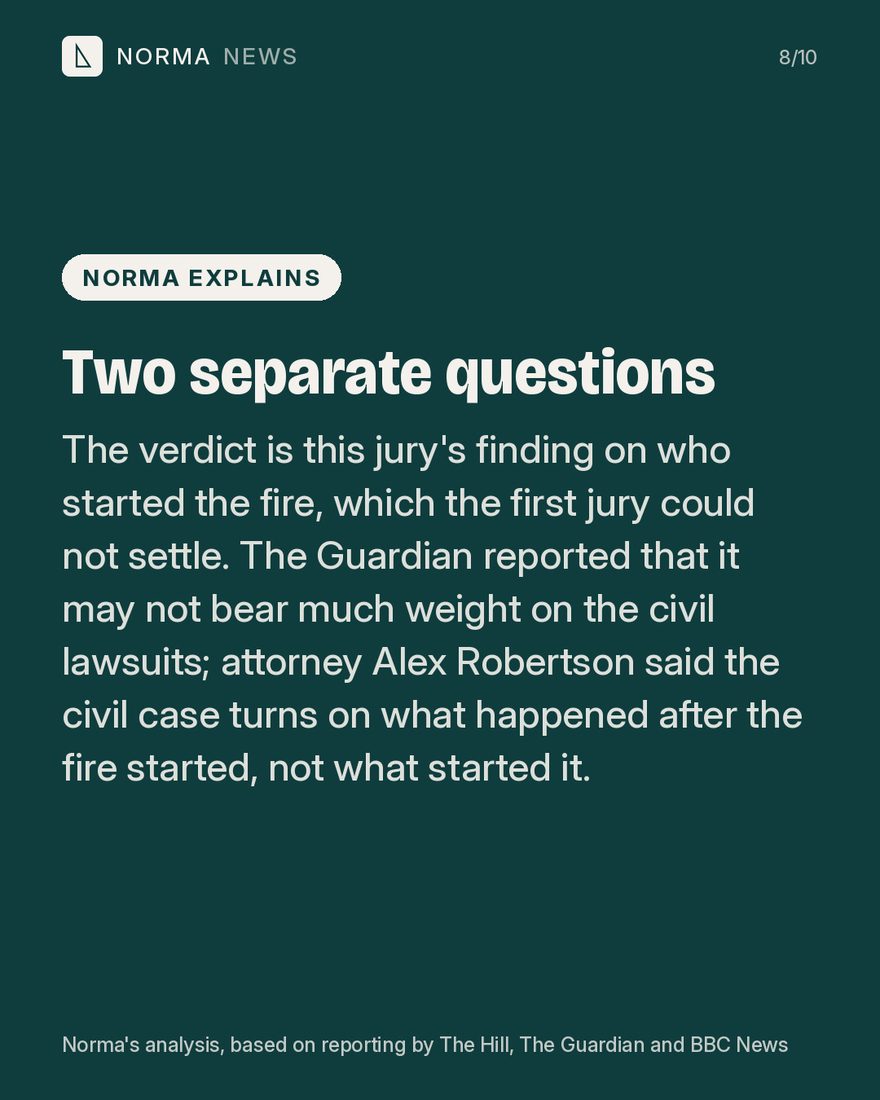 NORMA NEWS
8/10
NORMA EXPLAINS
Two separate questions
The verdict is this jury's finding on who
started the fire, which the first jury could
not settle. The Guardian reported that it
may not bear much weight on the civil
lawsuits; attorney Alex Robertson said the
civil case turns on what happened after the
fire started, not what started it.
Norma's analysis, based on reporting by The Hill, The Guardian and BBC News